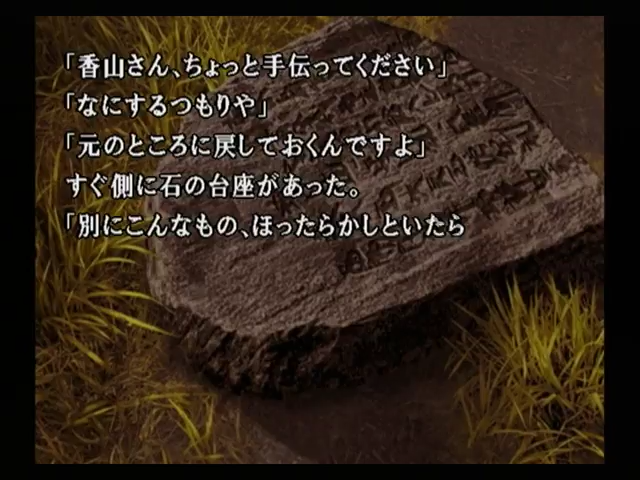 「香山さん、ちょっと手伝ってください」
「なにするつもりや」
「元のところに戻しておくんですよ」
すぐ側に石の台座があった。
「別にこんなもの、ほったらかしといたら